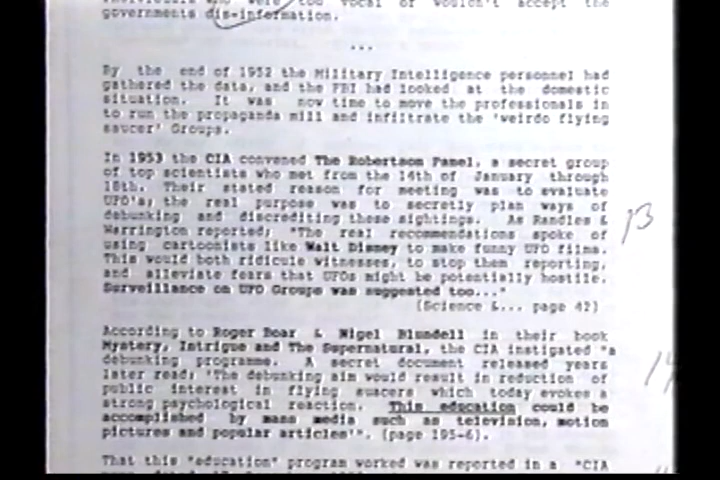 individuals who were too vocal or wouldn't accept the
governments dis-information.
...
By the end of 1952 the Military Intelligence personnel had
gathered the data, and the FBI had looked at the domestic
situation. It was now time to move the professionals in
to run the propaganda mill and infiltrate the 'weirdo flying
saucer' Groups.
In 1953 the CIA convened The Robertson Panel, a secret group
of top scientists who met from the 14th of January through
18th. Their stated reason for meeting was to evaluate
UFO's; the real purpose was to secretly plan ways of
debunking and discrediting these sightings. As Randles &
Warrington reported; "The real recommendations spoke of
using cartoonists like Walt Disney to make funny UFO films.
This would both ridicule witnesses, to stop them reporting,
and alleviate fears that UFOs might be potentially hostile.
Surveillance on UFO Groups was suggested too..."
(Science &... page 42)
13
According to Roger Boar & Nigel Blundell in their book
Mystery, Intrigue and The Supernatural, the CIA instigated "a
debunking programme. A secret document released years
later read; 'The debunking aim would result in reduction of
public interest in flying suacers which today evokes a
strong psychological reaction. This education could be
accomplished by mass media such as television, motion
pictures and popular articles'". (page 195-6).
14
That this "education" program worked was reported in a "CIA